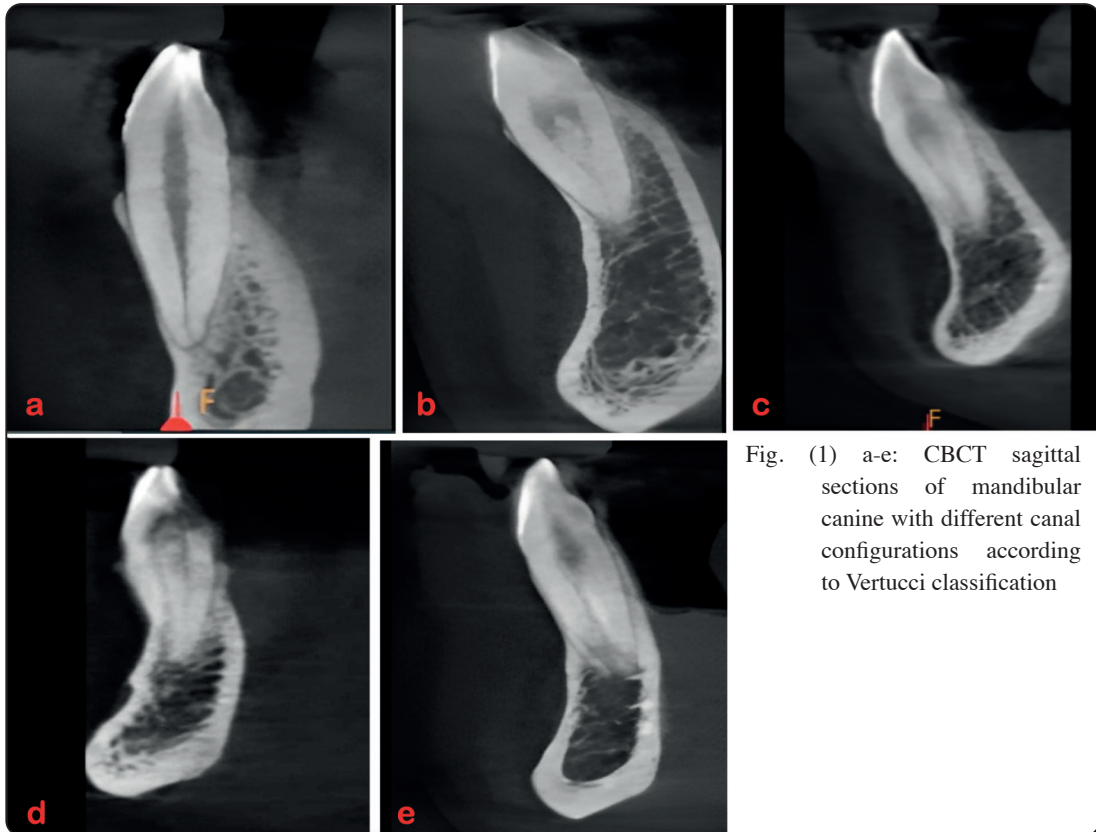 a
F
b
c
F
Fig. (1) a-e: CBCT sagittal
sections of mandibular
canine with different canal
configurations according
to Vertucci classification
d
e